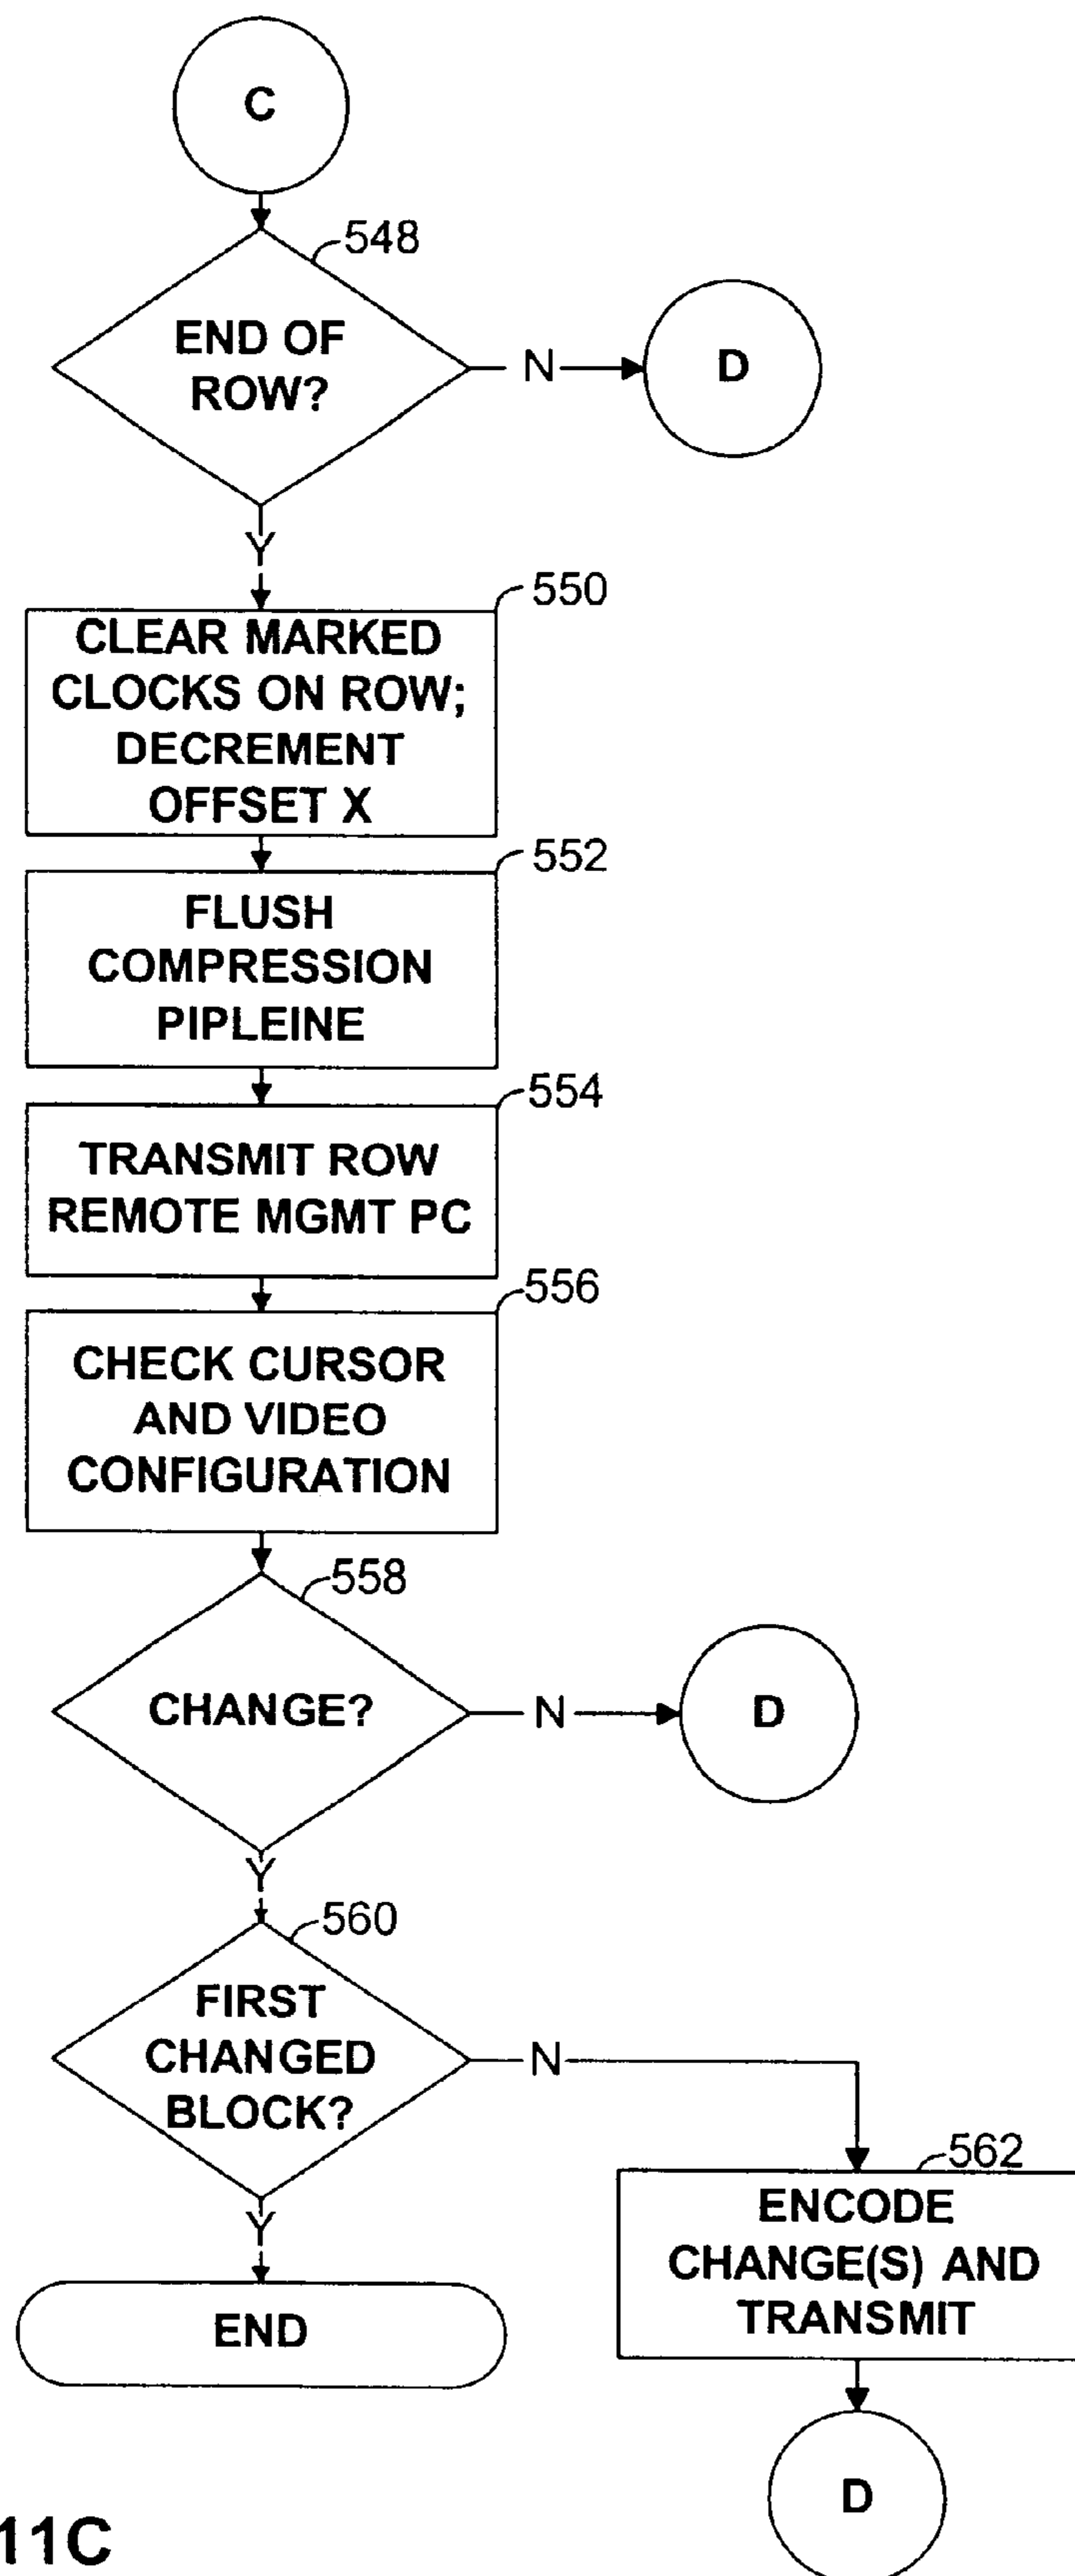 C
548
END OF
ROW?
N
D
Y
550
CLEAR MARKED
CLOCKS ON ROW;
DECREMENT
OFFSET X
552
FLUSH
COMPRESSION
PIPLEINE
554
TRANSMIT ROW
REMOTE MGMT PC
556
CHECK CURSOR
AND VIDEO
CONFIGURATION
558
CHANGE?
N
D
Y
560
FIRST
CHANGED
BLOCK?
N
562
ENCODE
CHANGE(S) AND
TRANSMIT
Y
END
D
11C